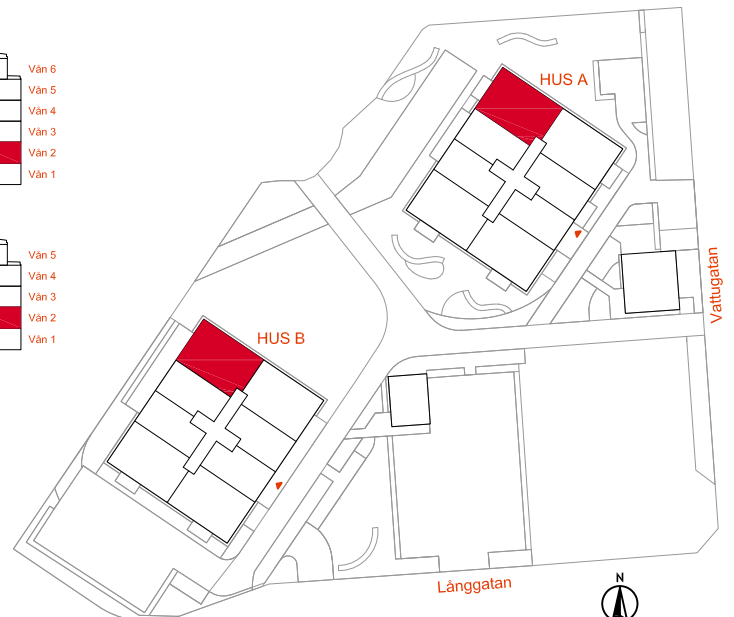 Vån 6
Vån 5
Vån 4
Vån 3
Vån 2
Vån 1
Vån 5
Vån 4
Vån 3
Vån 2
Vån 1
HUS A
HUS B
Vattugatan
Långgatan
N